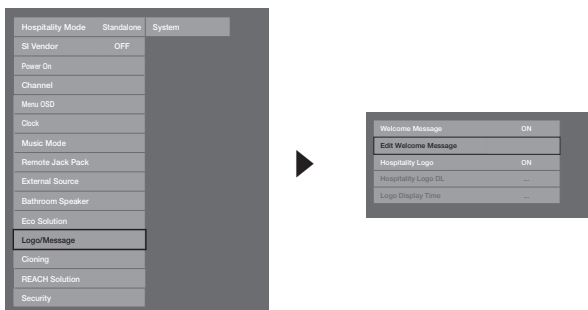 Hospitality Mode Standalone System
SI Vendor OFF
Power On
Channel
Menu OSD
Clock
Music Mode
Remote Jack Pack
External Source
Bathroom Speaker
Eco Solution
Logo/Message
Cloning
REACH Solution
Security
Welcome Message ON
Edit Welcome Message
Hospitality Logo ON
Hospitality Logo DL ...
Logo Display Time ...